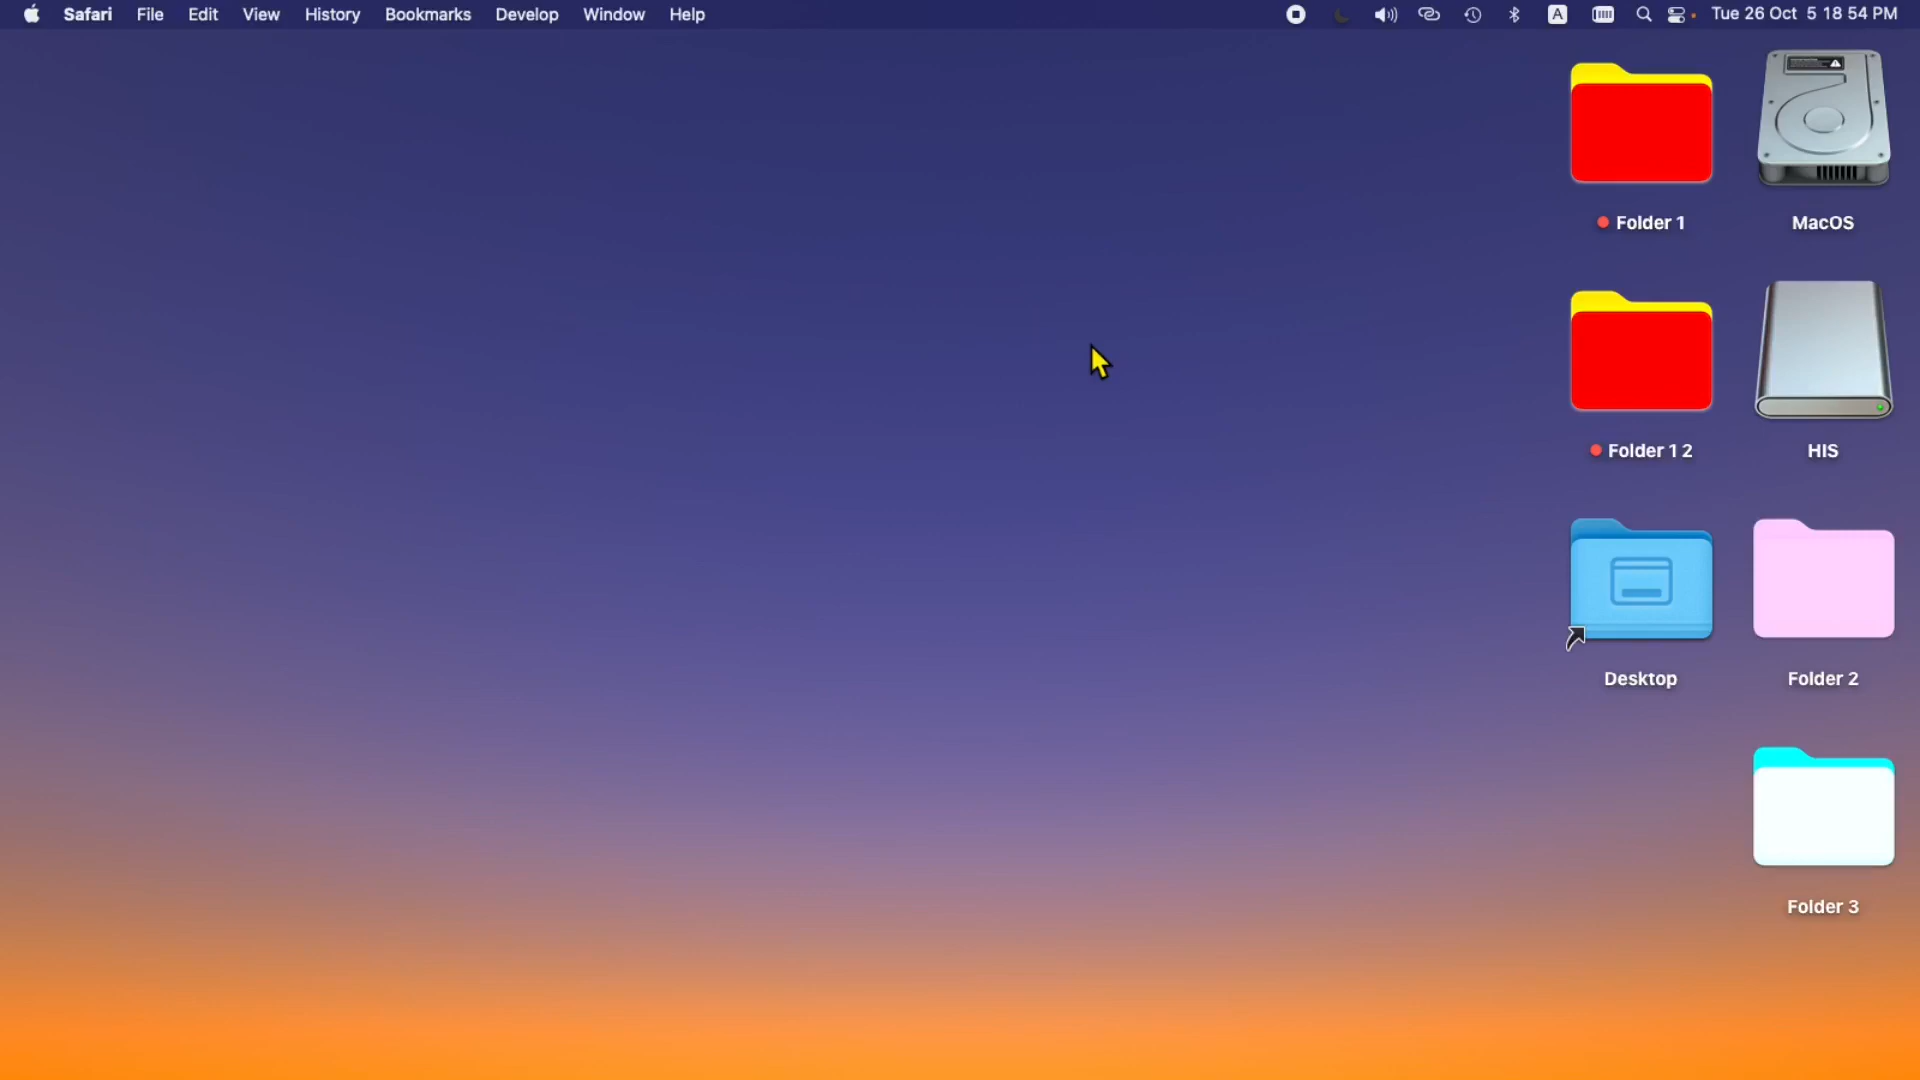 Safari File Edit View History Bookmarks Develop Window Help A Tue 26 Oct 5 18 54 PM
Folder 1 MacOS
Folder 1 2 HIS
Desktop Folder 2
Folder 3